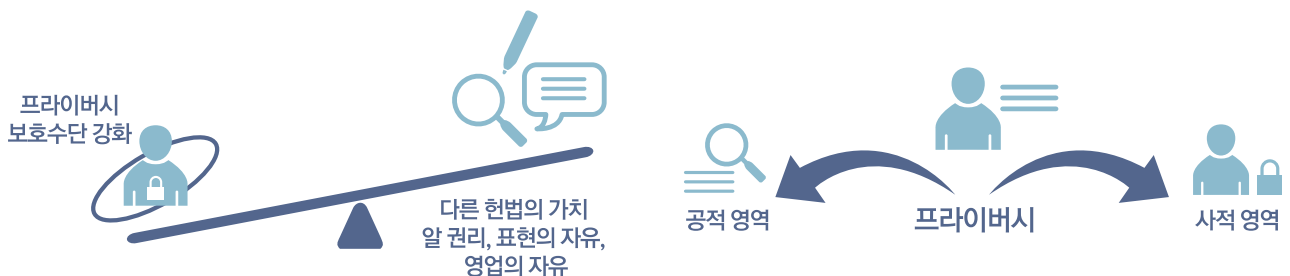 프라이버시
보호수단 강화
다른 헌법의 가치
알 권리, 표현의 자유,
영업의 자유
공적 영역
프라이버시
사적 영역